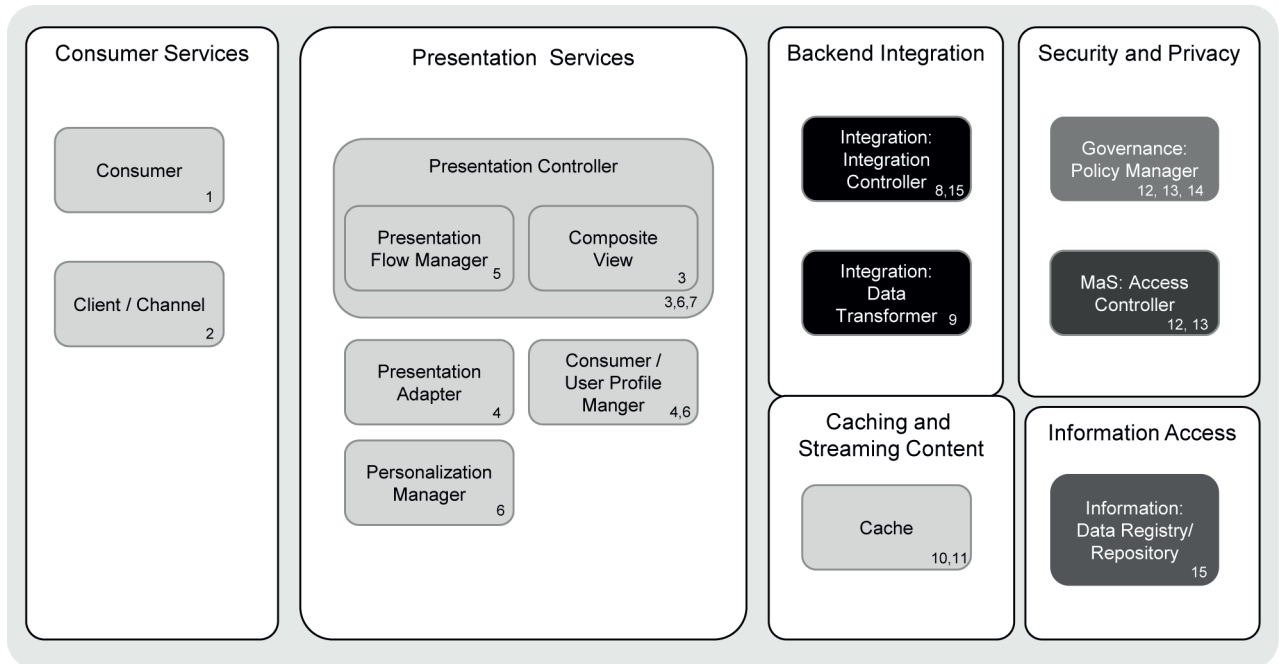 Consumer Services
Consumer
1
Client / Channel
2
Presentation Services
Presentation Controller
Presentation
Flow Manager
5
Composite
View
3
3,6,7
Presentation
Adapter
4
Consumer /
User Profile
Manger
4,6
Personalization
Manager
6
Backend Integration
Integration:
Integration
Controller
8,15
Integration:
Data
Transformer
9
Security and Privacy
Governance:
Policy Manager
12, 13, 14
MaS: Access
Controller
12, 13
Caching and
Streaming Content
Cache
10,11
Information Access
Information:
Data Registry/
Repository
15